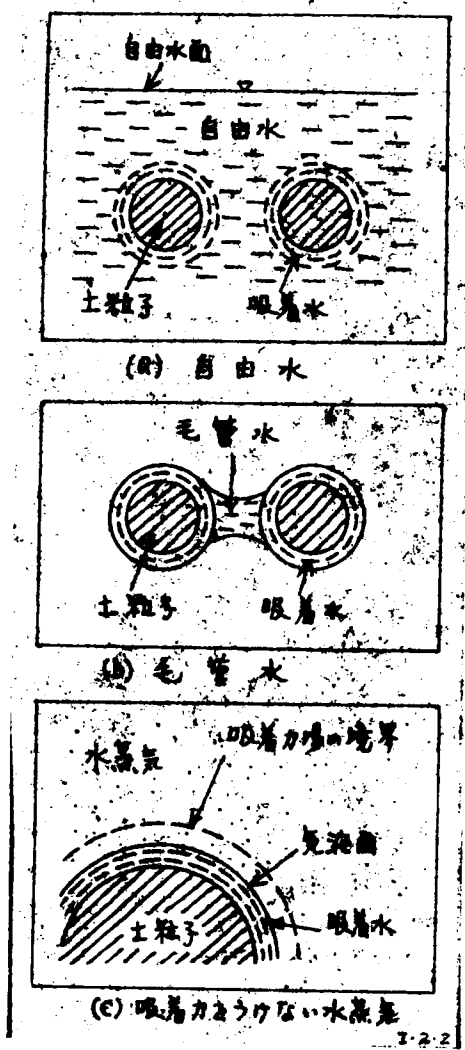 自由水面
自由水
土粒子
吸着水
(a) 自由水
毛管水
土粒子
吸着水
(b) 毛管水
吸着力場の境界
水蒸気
気液面
吸着水
土粒子
(c) 吸着力をうけない水蒸気
I-2-2